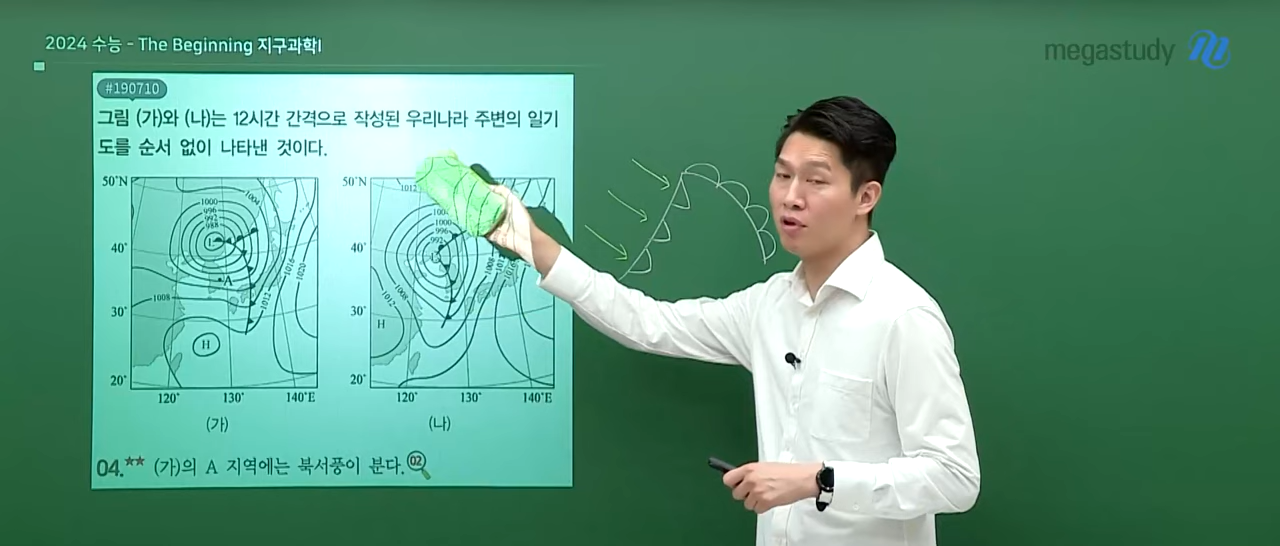 2024 수능 - The Beginning 지구과학I
megastudy
#190710
그림 (가)와 (나)는 12시간 간격으로 작성된 우리나라 주변의 일기
도를 순서 없이 나타낸 것이다.
50°N
40°
30°
20°
120°
130°
140°E
1004
1000
996
992
988
L
A
1008
1012
1016
1020
H
(가)
50°N
40°
30°
20°
120°
130°
140°E
1012
1000
996
992
1008
1008
1012
1016
H
(나)
04.** (가)의 A 지역에는 북서풍이 분다. 02